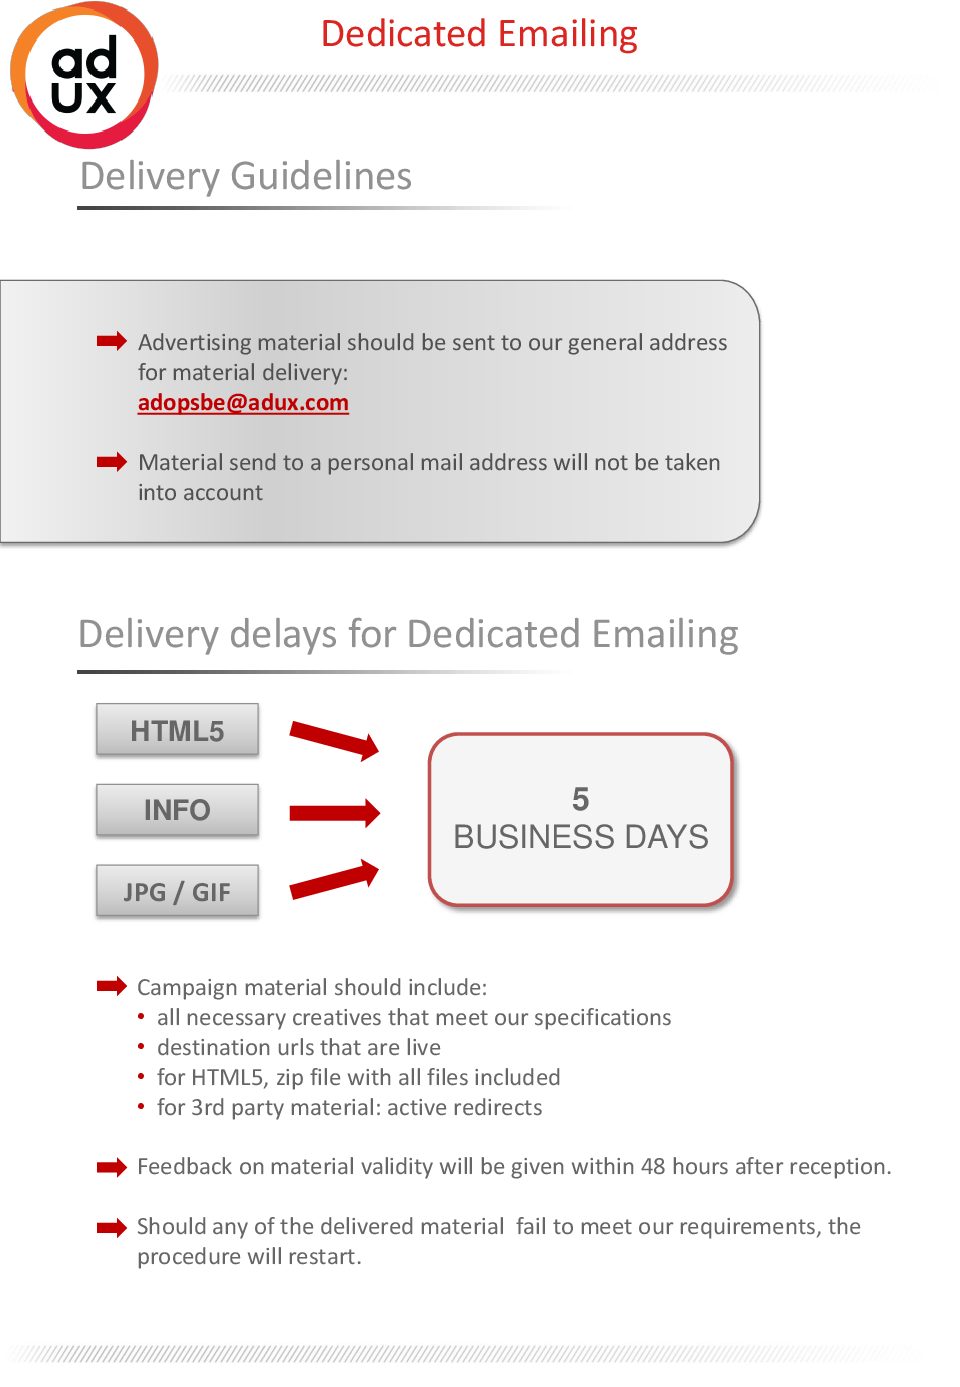 ad
UX
Dedicated Emailing
Delivery Guidelines
Advertising material should be sent to our general address
for material delivery:
adopsbe@adux.com
Material send to a personal mail address will not be taken
into account
Delivery delays for Dedicated Emailing
HTML5
INFO
JPG / GIF
5
BUSINESS DAYS
Campaign material should include:
• all necessary creatives that meet our specifications
• destination urls that are live
• for HTML5, zip file with all files included
• for 3rd party material: active redirects
Feedback on material validity will be given within 48 hours after reception.
Should any of the delivered material  fail to meet our requirements, the
procedure will restart.